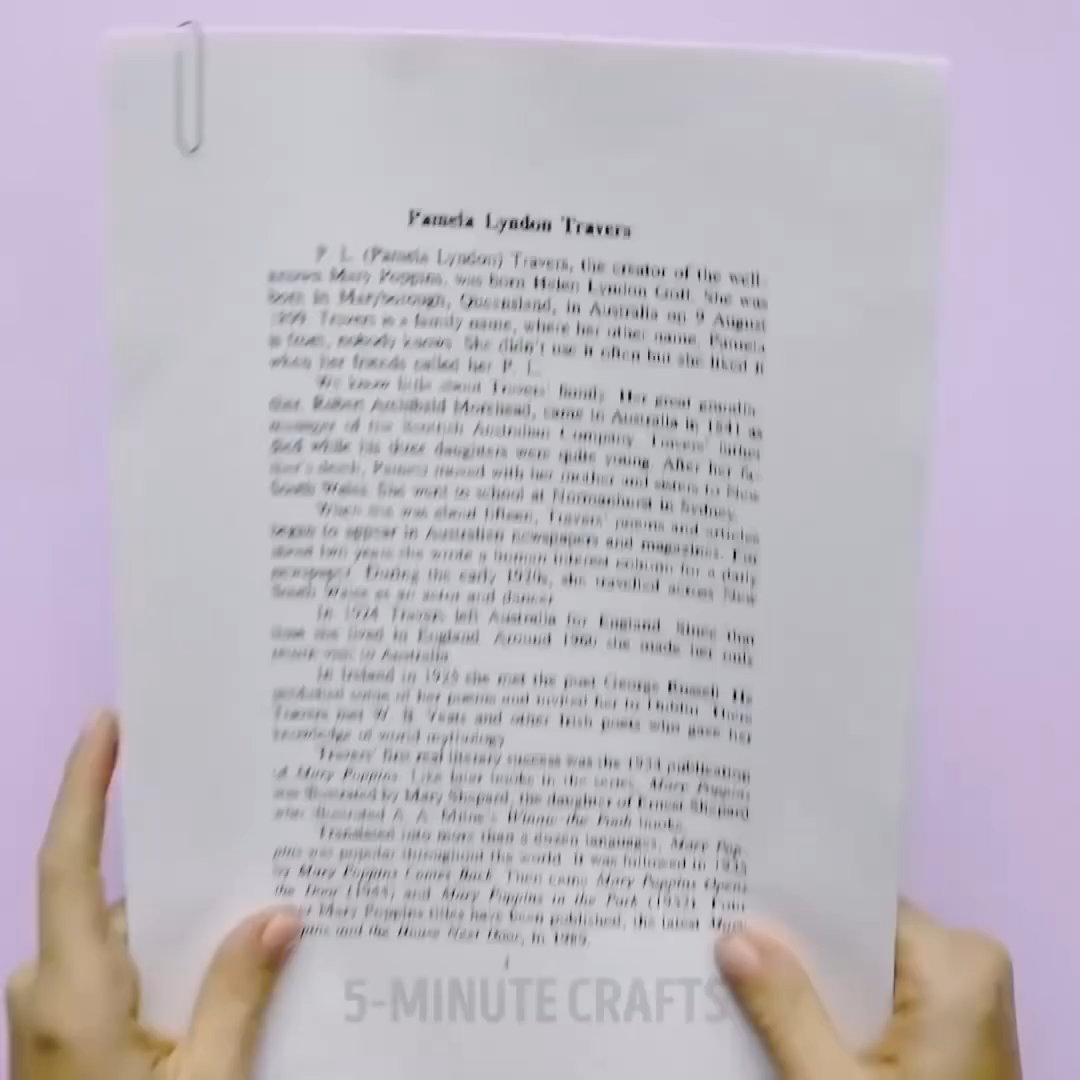 Pamela Lyndon Travers
P. L. (Pamela Lyndon) Travers, the creator of the well
known Mary Poppins, was born Helen Lyndon Goff. She was
born in Maryborough, Queensland, in Australia on 9 August
1899. Travers is a family name, where her other name, Pamela
is from, nobody knows. She didn't use it often but she liked it
when her friends called her P. L.
We know little about Travers' family. Her great grandfa-
ther, Robert Archibald Morehead, came to Australia in 1841 as
manager of the Scottish Australian Company. Travers' father
died while his three daughters were quite young. After her fa-
ther's death, Pamela moved with her mother and sisters to New
South Wales. She went to school at Normanhurst in Sydney.
When she was about fifteen, Travers' poems and articles
began to appear in Australian newspapers and magazines. For
about two years she wrote a human interest column for a daily
newspaper. During the early 1920s, she travelled across New
South Wales as an actor and dancer.
In 1924 Travers left Australia for England. Since that
time she lived in England. Around 1960 she made her only
return visit to Australia.
In Ireland in 1925 she met the poet George Russell. He
published some of her poems and invited her to Dublin. There
Travers met W. B. Yeats and other Irish poets who gave her
knowledge of world mythology.
Travers' first real literary success was the 1934 publication
of Mary Poppins. Like later books in the series, Mary Poppins
was illustrated by Mary Shepard, the daughter of Ernest Shepard
who illustrated A. A. Milne's Winnie-the-Pooh books.
Translated into more than a dozen languages, Mary Pop-
pins was popular throughout the world. It was followed in 1935
by Mary Poppins Comes Back. Then came Mary Poppins Opens
the Door (1944) and Mary Poppins in the Park (1952). Four
Mary Poppins titles have been published, the latest Mary
and the House Next Door, in 1989.
5-MINUTE CRAFTS